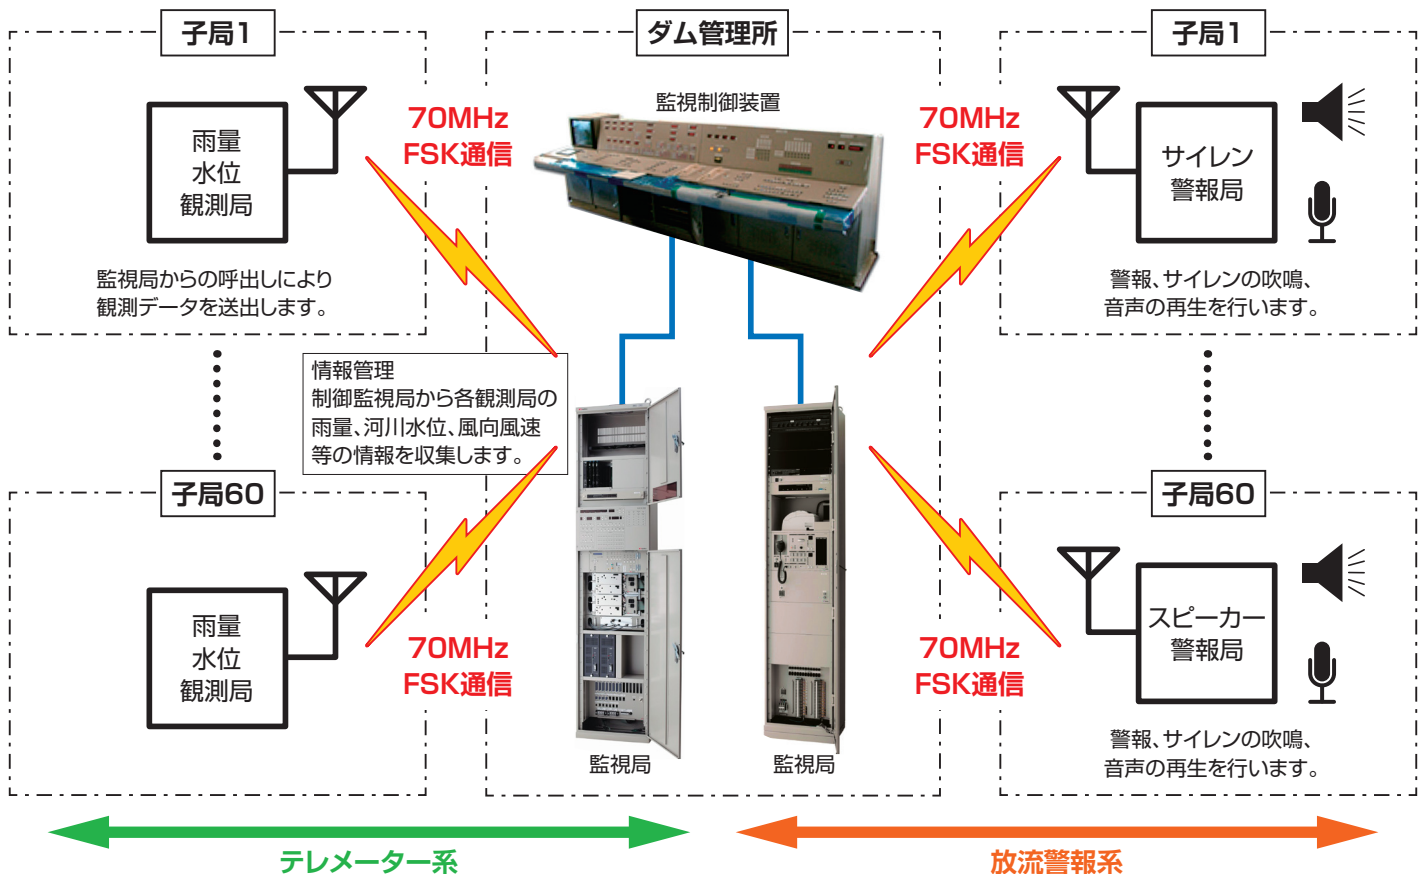 子局1
ダム管理所
子局1
雨量
水位
観測局
70MHz
FSK通信
監視制御装置
70MHz
FSK通信
サイレン
警報局
監視局からの呼出しにより
観測データを送出します。
警報、サイレンの吹鳴、
音声の再生を行います。
情報管理
制御監視局から各観測局の
雨量、河川水位、風向風速
等の情報を収集します。
子局60
子局60
雨量
水位
観測局
70MHz
FSK通信
70MHz
FSK通信
スピーカー
警報局
監視局
監視局
警報、サイレンの吹鳴、
音声の再生を行います。
テレメーター系
放流警報系